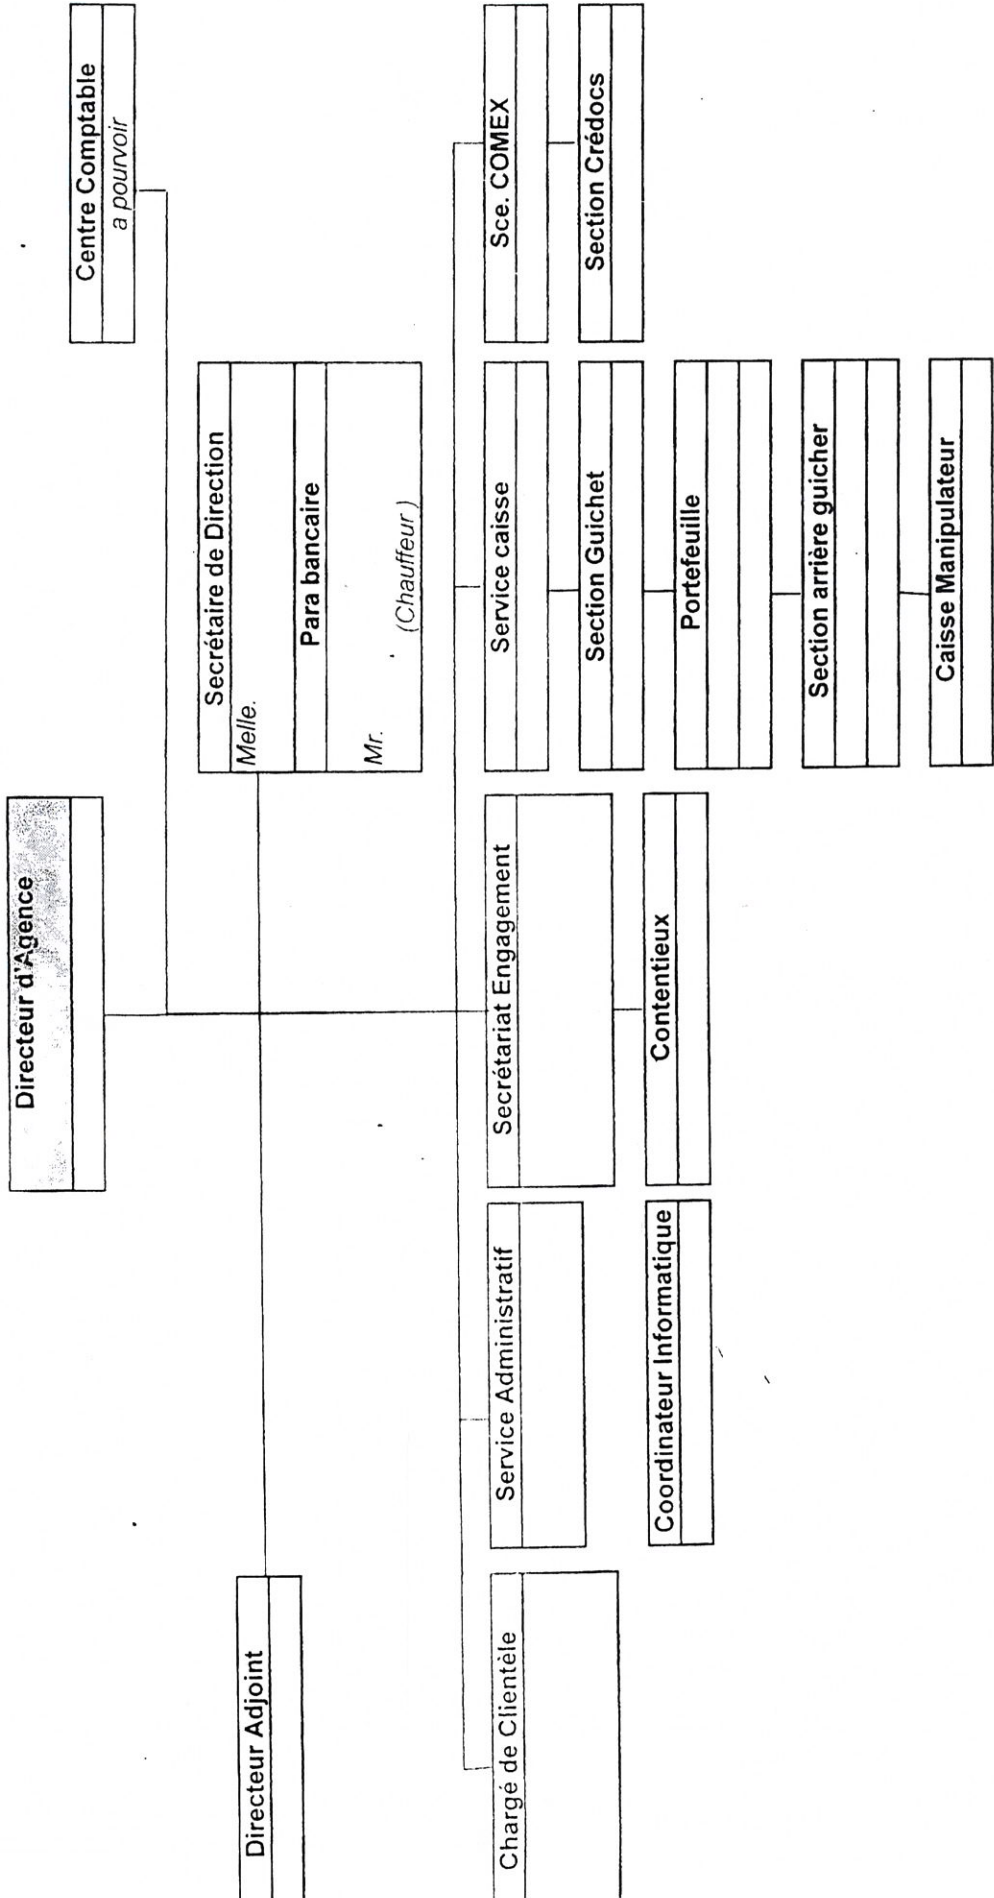 Directeur d'Agence
Centre Comptable
a pourvoir
Directeur Adjoint
Secrétaire de Direction
Melle.
Para bancaire
Mr.
(Chauffeur)
Chargé de Clientèle
Service Administratif
Secrétariat Engagement
Service caisse
Sce. COMEX
Section Guichet
Section Crédocs
Coordinateur Informatique
Contentieux
Portefeuille
Section arrière guicher
Caisse Manipulateur